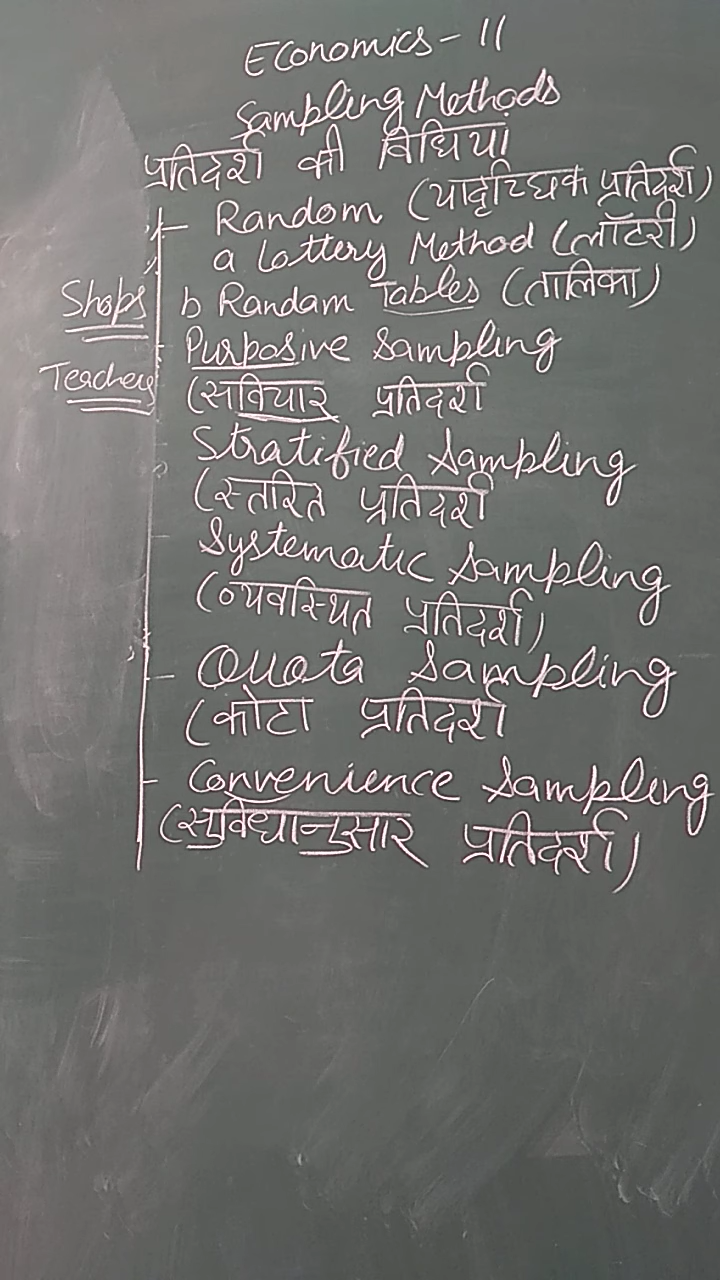 Economics - 11
Sampling Methods
प्रतिदर्श की विधियां
- Random (यादृच्छिक प्रतिदर्श)
a Lottery Method (लॉटरी)
Shops b Randam Tables (तालिका)
- Purposive Sampling
Teachers (सविचार प्रतिदर्श
Stratified Sampling
(स्तरित प्रतिदर्श
- Systematic Sampling
(व्यवस्थित प्रतिदर्श)
- Quota Sampling
(कोटा प्रतिदर्श
- Convenience Sampling
(सुविधानुसार प्रतिदर्श)